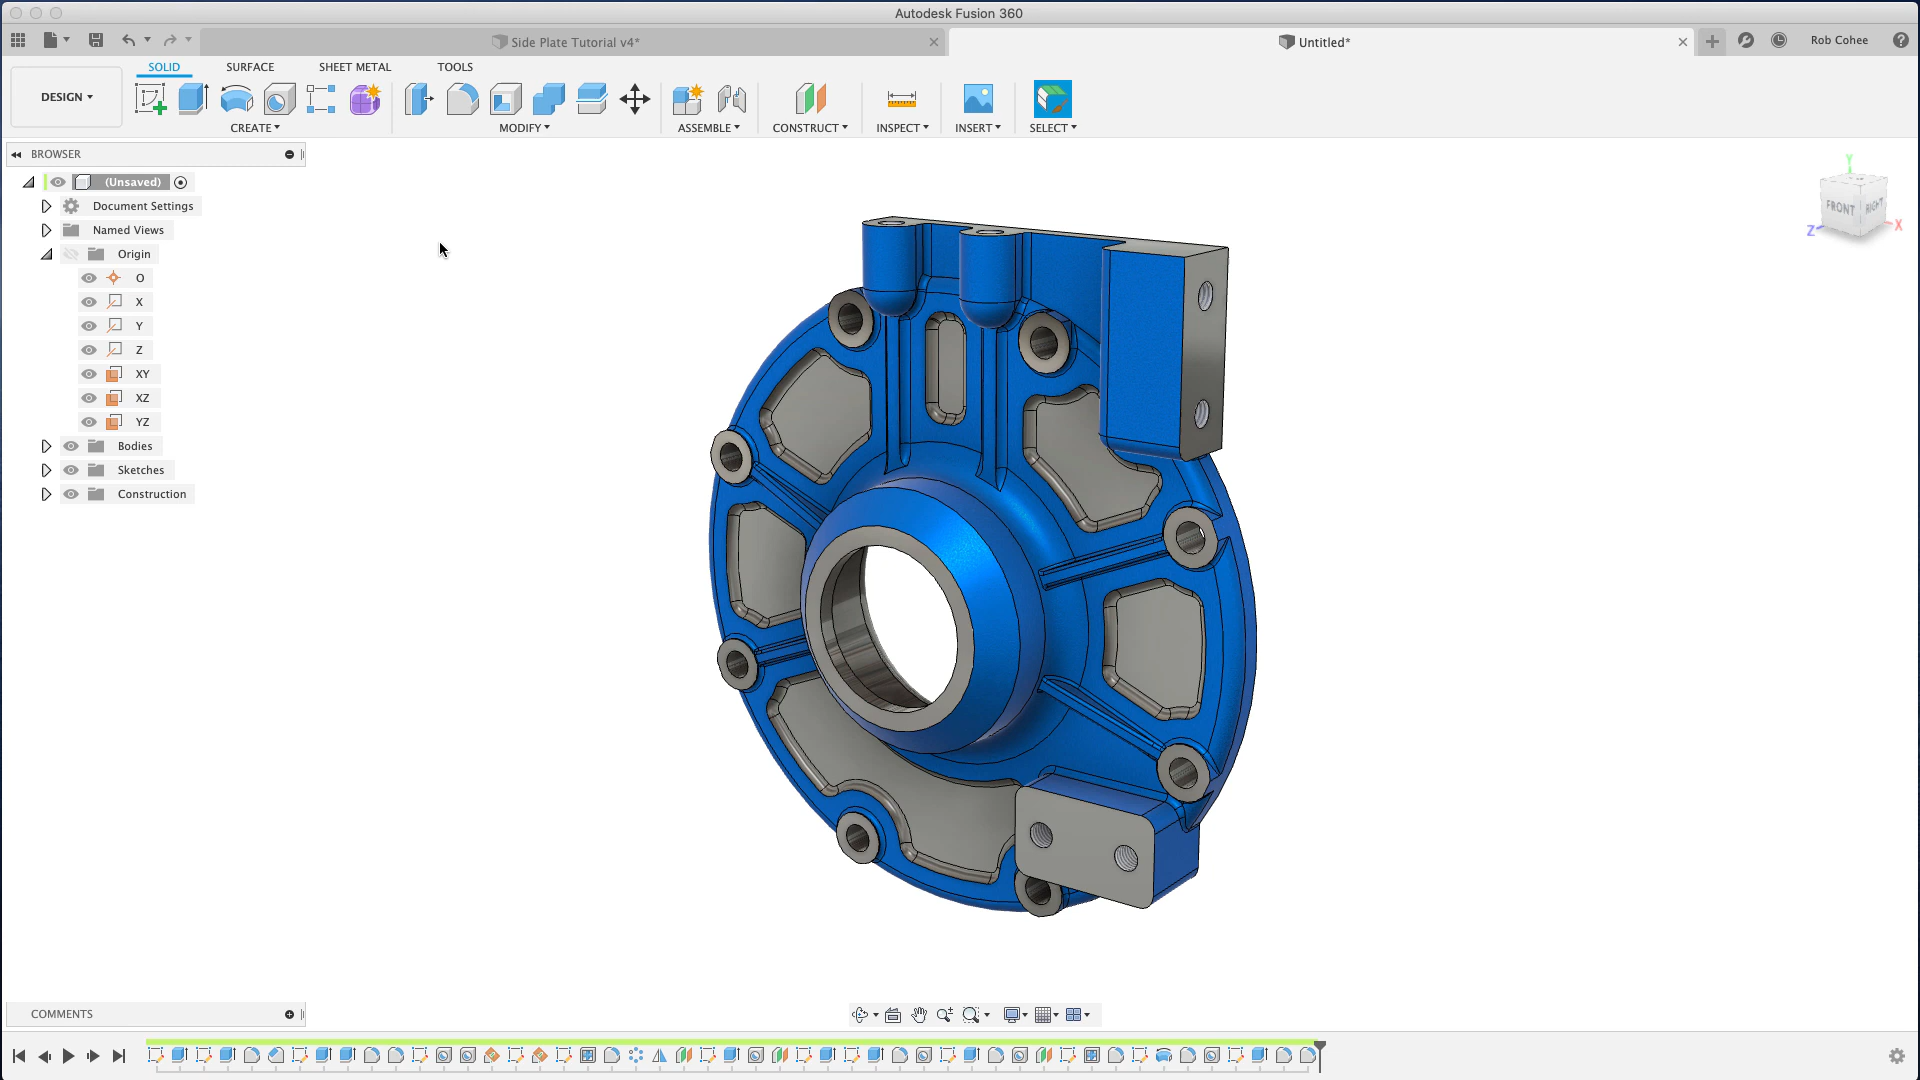 Autodesk Fusion 360
Side Plate Tutorial v4*
Untitled*
Rob Cohee
SOLID SURFACE SHEET METAL TOOLS
DESIGN
CREATE MODIFY ASSEMBLE CONSTRUCT INSPECT INSERT SELECT
BROWSER
(Unsaved)
Document Settings
Named Views
Origin
O
X
Y
Z
XY
XZ
YZ
Bodies
Sketches
Construction
Y
FRONT RIGHT
Z X
COMMENTS